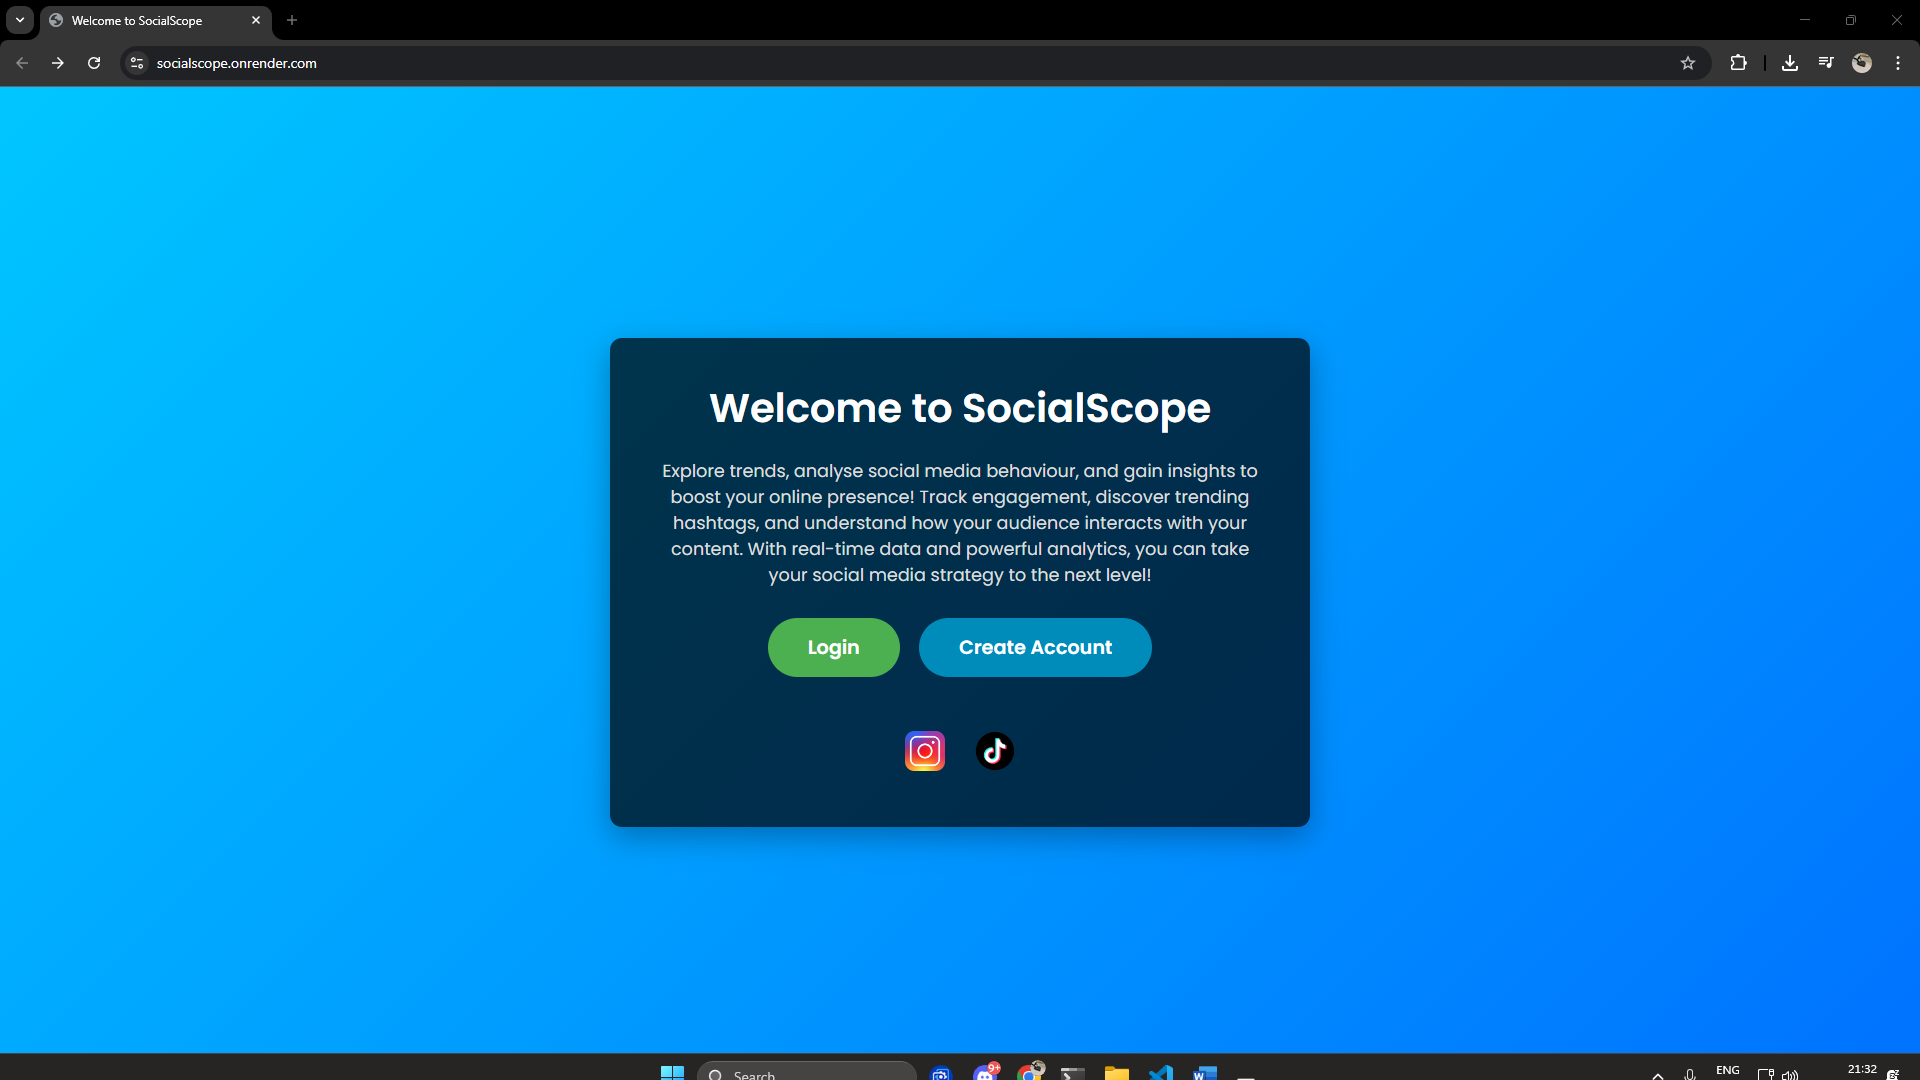 Welcome to SocialScope
socialscope.onrender.com
Welcome to SocialScope
Explore trends, analyse social media behaviour, and gain insights to
boost your online presence! Track engagement, discover trending
hashtags, and understand how your audience interacts with your
content. With real-time data and powerful analytics, you can take
your social media strategy to the next level!
Login
Create Account
Search
9+
W
ENG
21:32